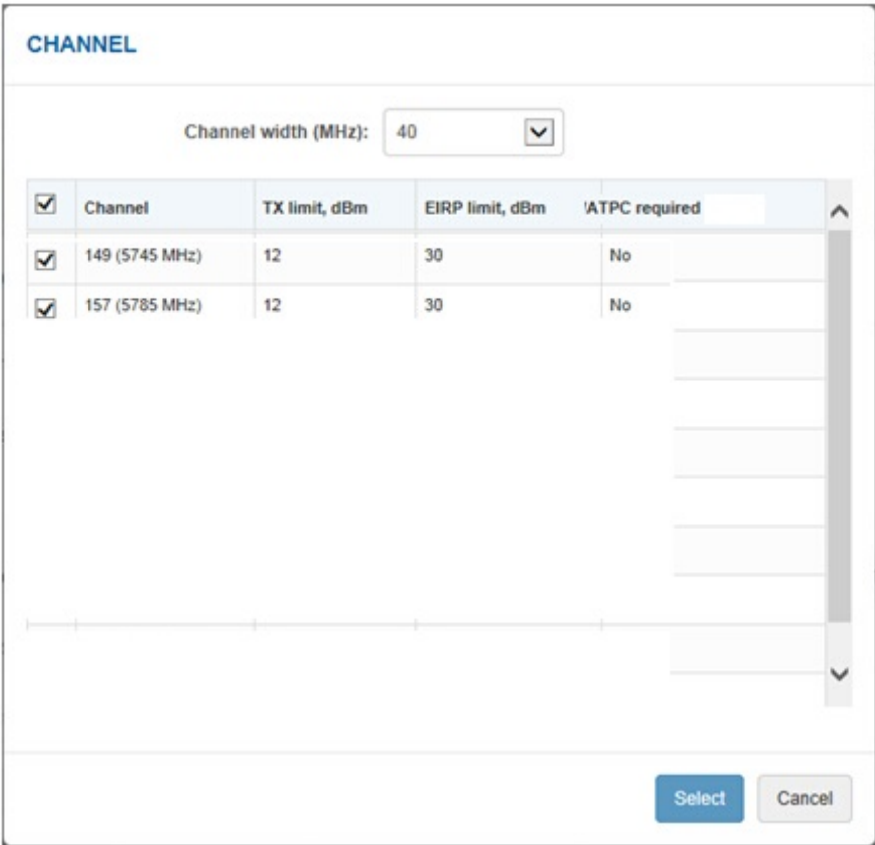 CHANNEL
Channel width (MHz): 40
Channel TX limit, dBm EIRP limit, dBm /ATPC required
149 (5745 MHz) 12 30 No
157 (5785 MHz) 12 30 No
Select Cancel